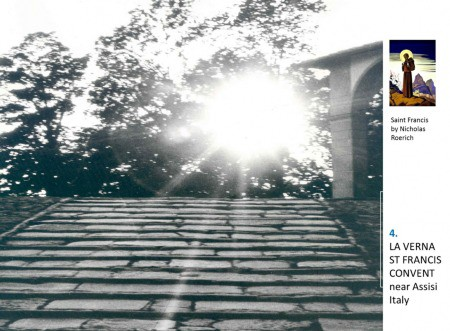 Saint Francis
by Nicholas
Roerich
4.
LA VERNA
ST FRANCIS
CONVENT
near Assisi
Italy